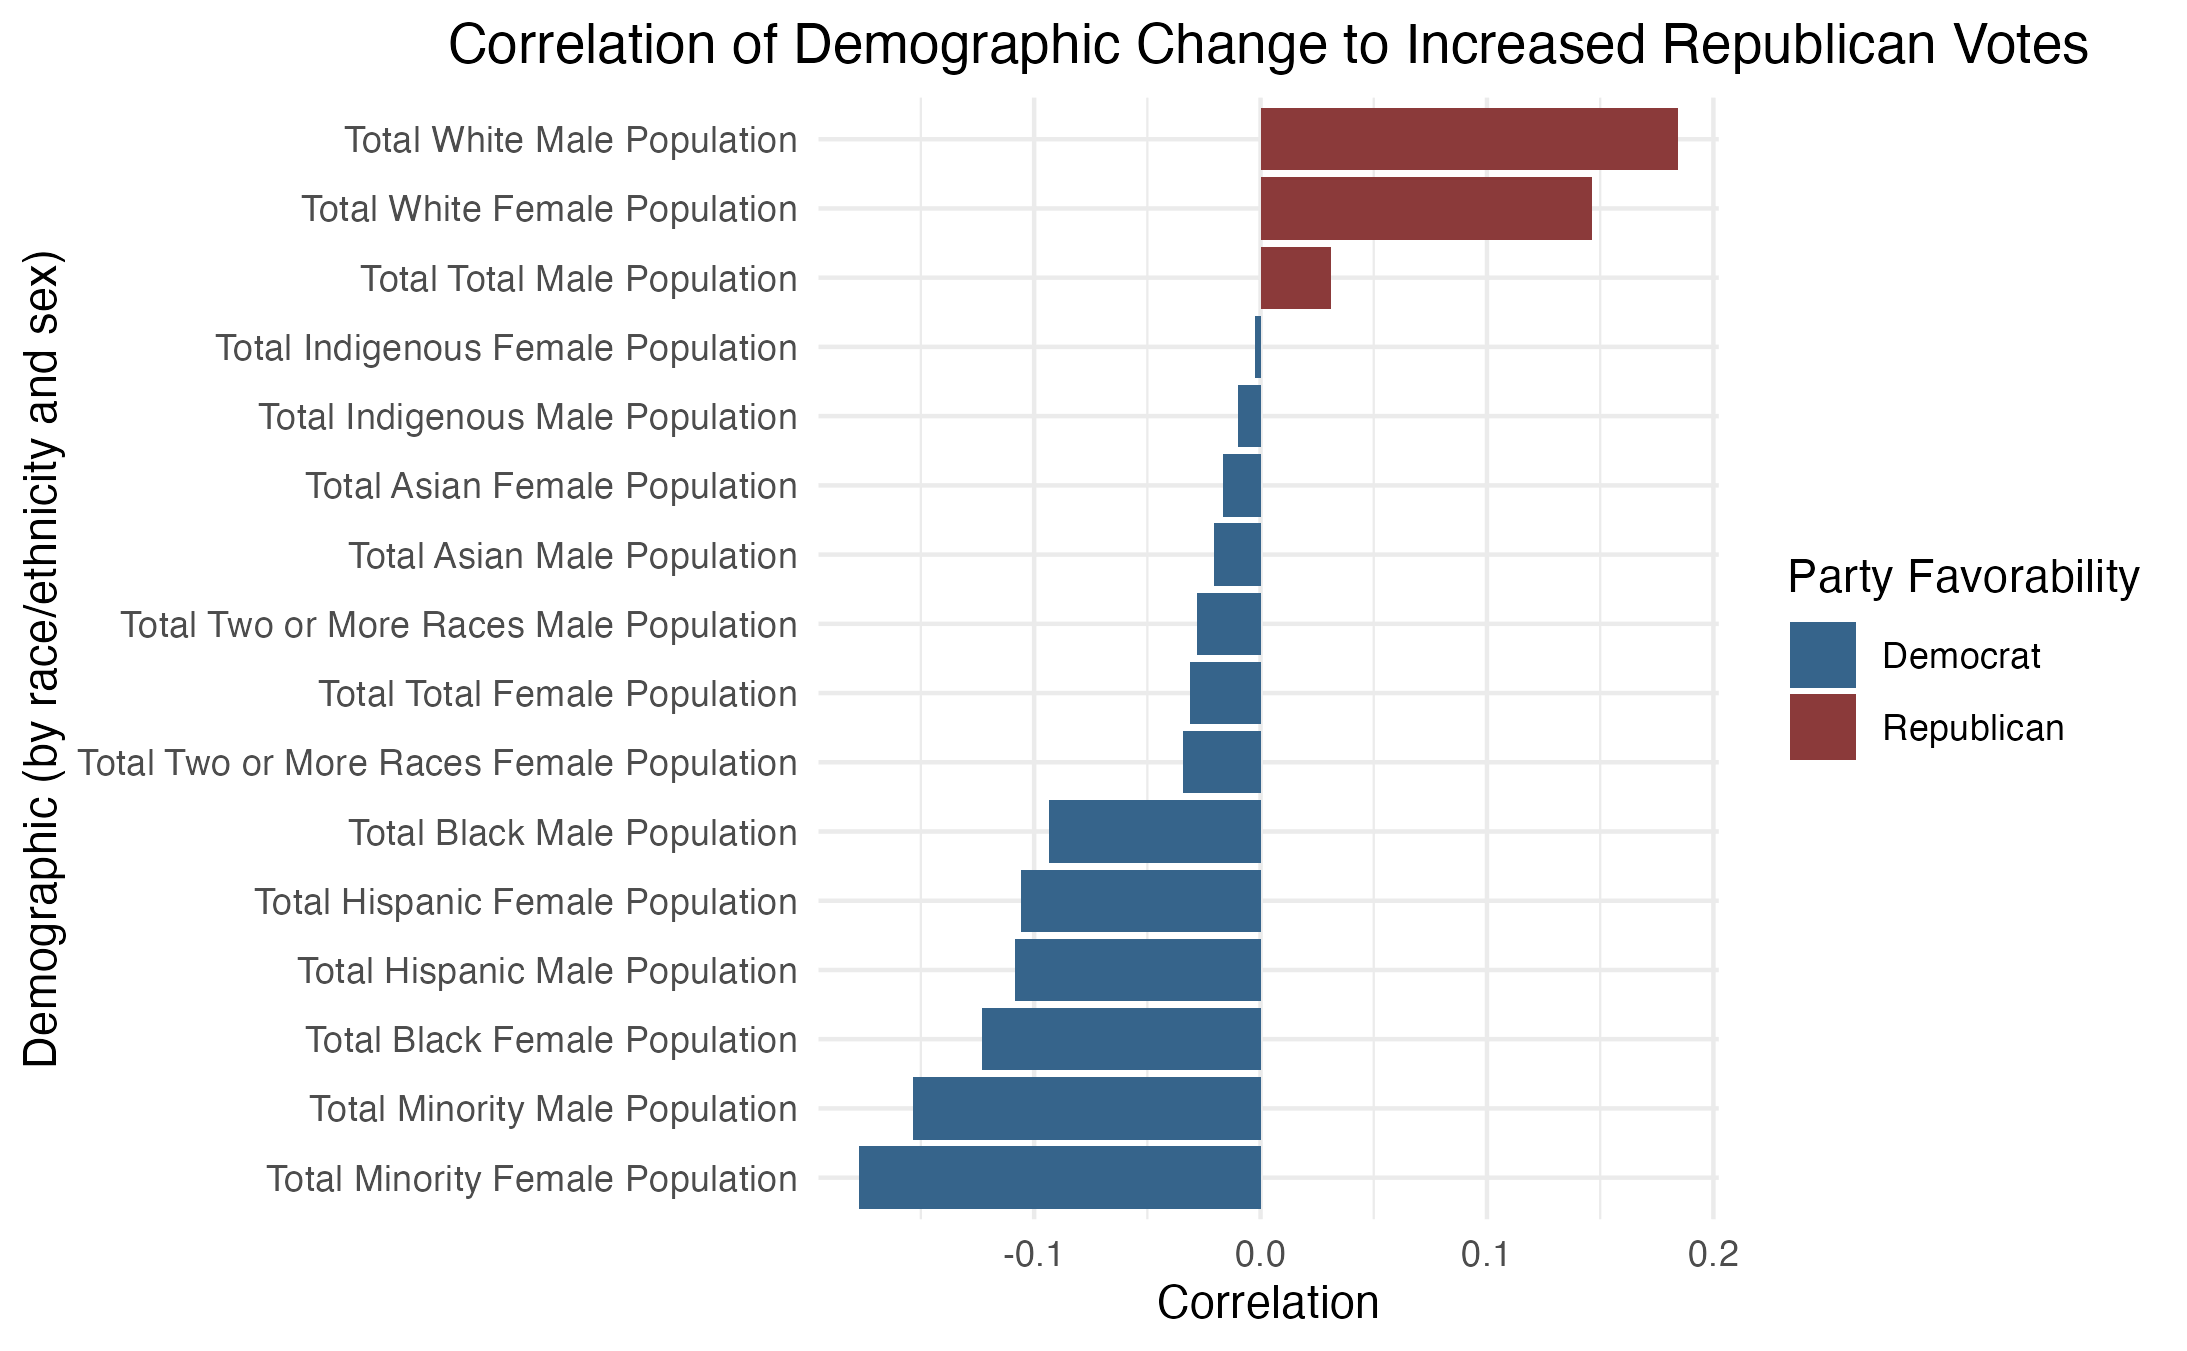 Correlation of Demographic Change to Increased Republican Votes
Demographic (by race/ethnicity and sex)
Total White Male Population
Total White Female Population
Total Total Male Population
Total Indigenous Female Population
Total Indigenous Male Population
Total Asian Female Population
Total Asian Male Population
Total Two or More Races Male Population
Total Total Female Population
Total Two or More Races Female Population
Total Black Male Population
Total Hispanic Female Population
Total Hispanic Male Population
Total Black Female Population
Total Minority Male Population
Total Minority Female Population
-0.1 0.0 0.1 0.2
Correlation
Party Favorability
Democrat
Republican